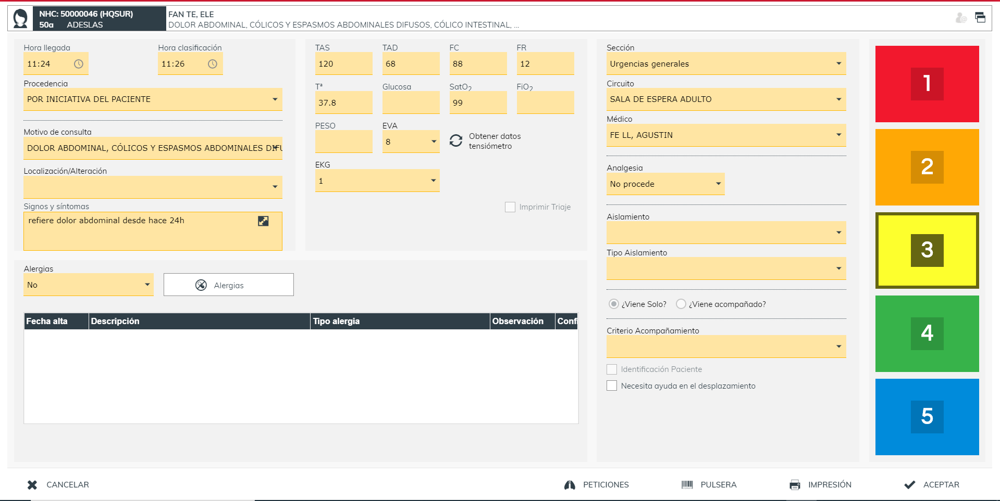 NHC: 50000046 (HQSUR)
50a ADESLAS
FAN TE, ELE
DOLOR ABDOMINAL, CÓLICOS Y ESPASMOS ABDOMINALES DIFUSOS, CÓLICO INTESTINAL, ...
Hora llegada
11:24
Hora clasificación
11:26
Procedencia
POR INICIATIVA DEL PACIENTE
Motivo de consulta
DOLOR ABDOMINAL, CÓLICOS Y ESPASMOS ABDOMINALES DIFU
Localización/Alteración
Signos y síntomas
refiere dolor abdominal desde hace 24h
TAS TAD FC FR
120 68 88 12
Tª Glucosa SatO2 FiO2
37.8 99
PESO EVA
8
Obtener datos
tensiómetro
EKG
1
Imprimir Triaje
Alergias
No
Alergias
Fecha alta Descripción Tipo alergia Observación Confi
Sección
Urgencias generales
Circuito
SALA DE ESPERA ADULTO
Médico
FE LL, AGUSTIN
Analgesia
No procede
Aislamiento
Tipo Aislamiento
¿Viene Solo? ¿Viene acompañado?
Criterio Acompañamiento
Identificación Paciente
Necesita ayuda en el desplazamiento
1
2
3
4
5
CANCELAR PETICIONES PULSERA IMPRESIÓN ACEPTAR